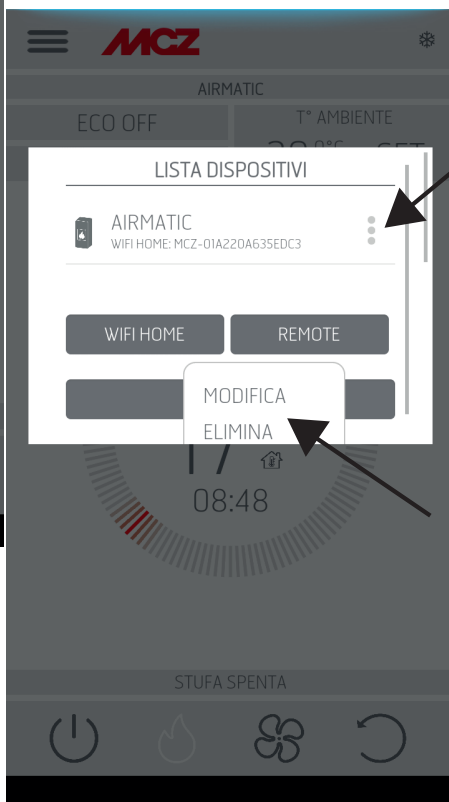 MCZ
AIRMATIC
ECO OFF
T° AMBIENTE
LISTA DISPOSITIVI
AIRMATIC
WIFI HOME: MCZ-01A220A635EDC3
WIFI HOME
REMOTE
MODIFICA
ELIMINA
17
08:48
STUFA SPENTA